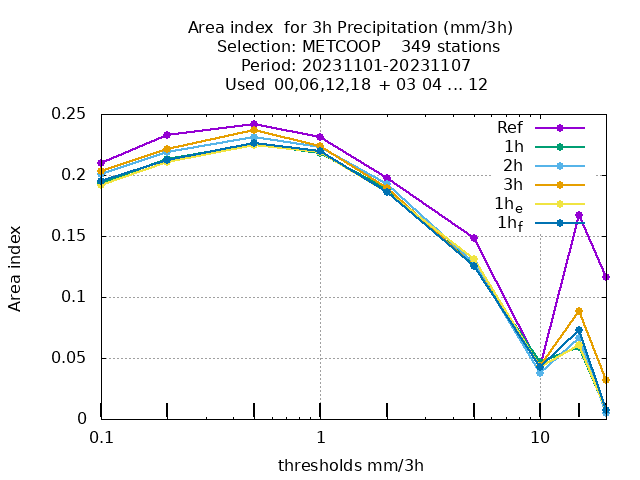 Area index  for 3h Precipitation (mm/3h)
Selection: METCOOP    349 stations
Period: 20231101-20231107
Used  00,06,12,18 + 03 04 ... 12
0.25
0.2
0.15
0.1
0.05
0
Area index
Ref
1h
2h
3h
1he
1hf
0.1
1
10
thresholds mm/3h